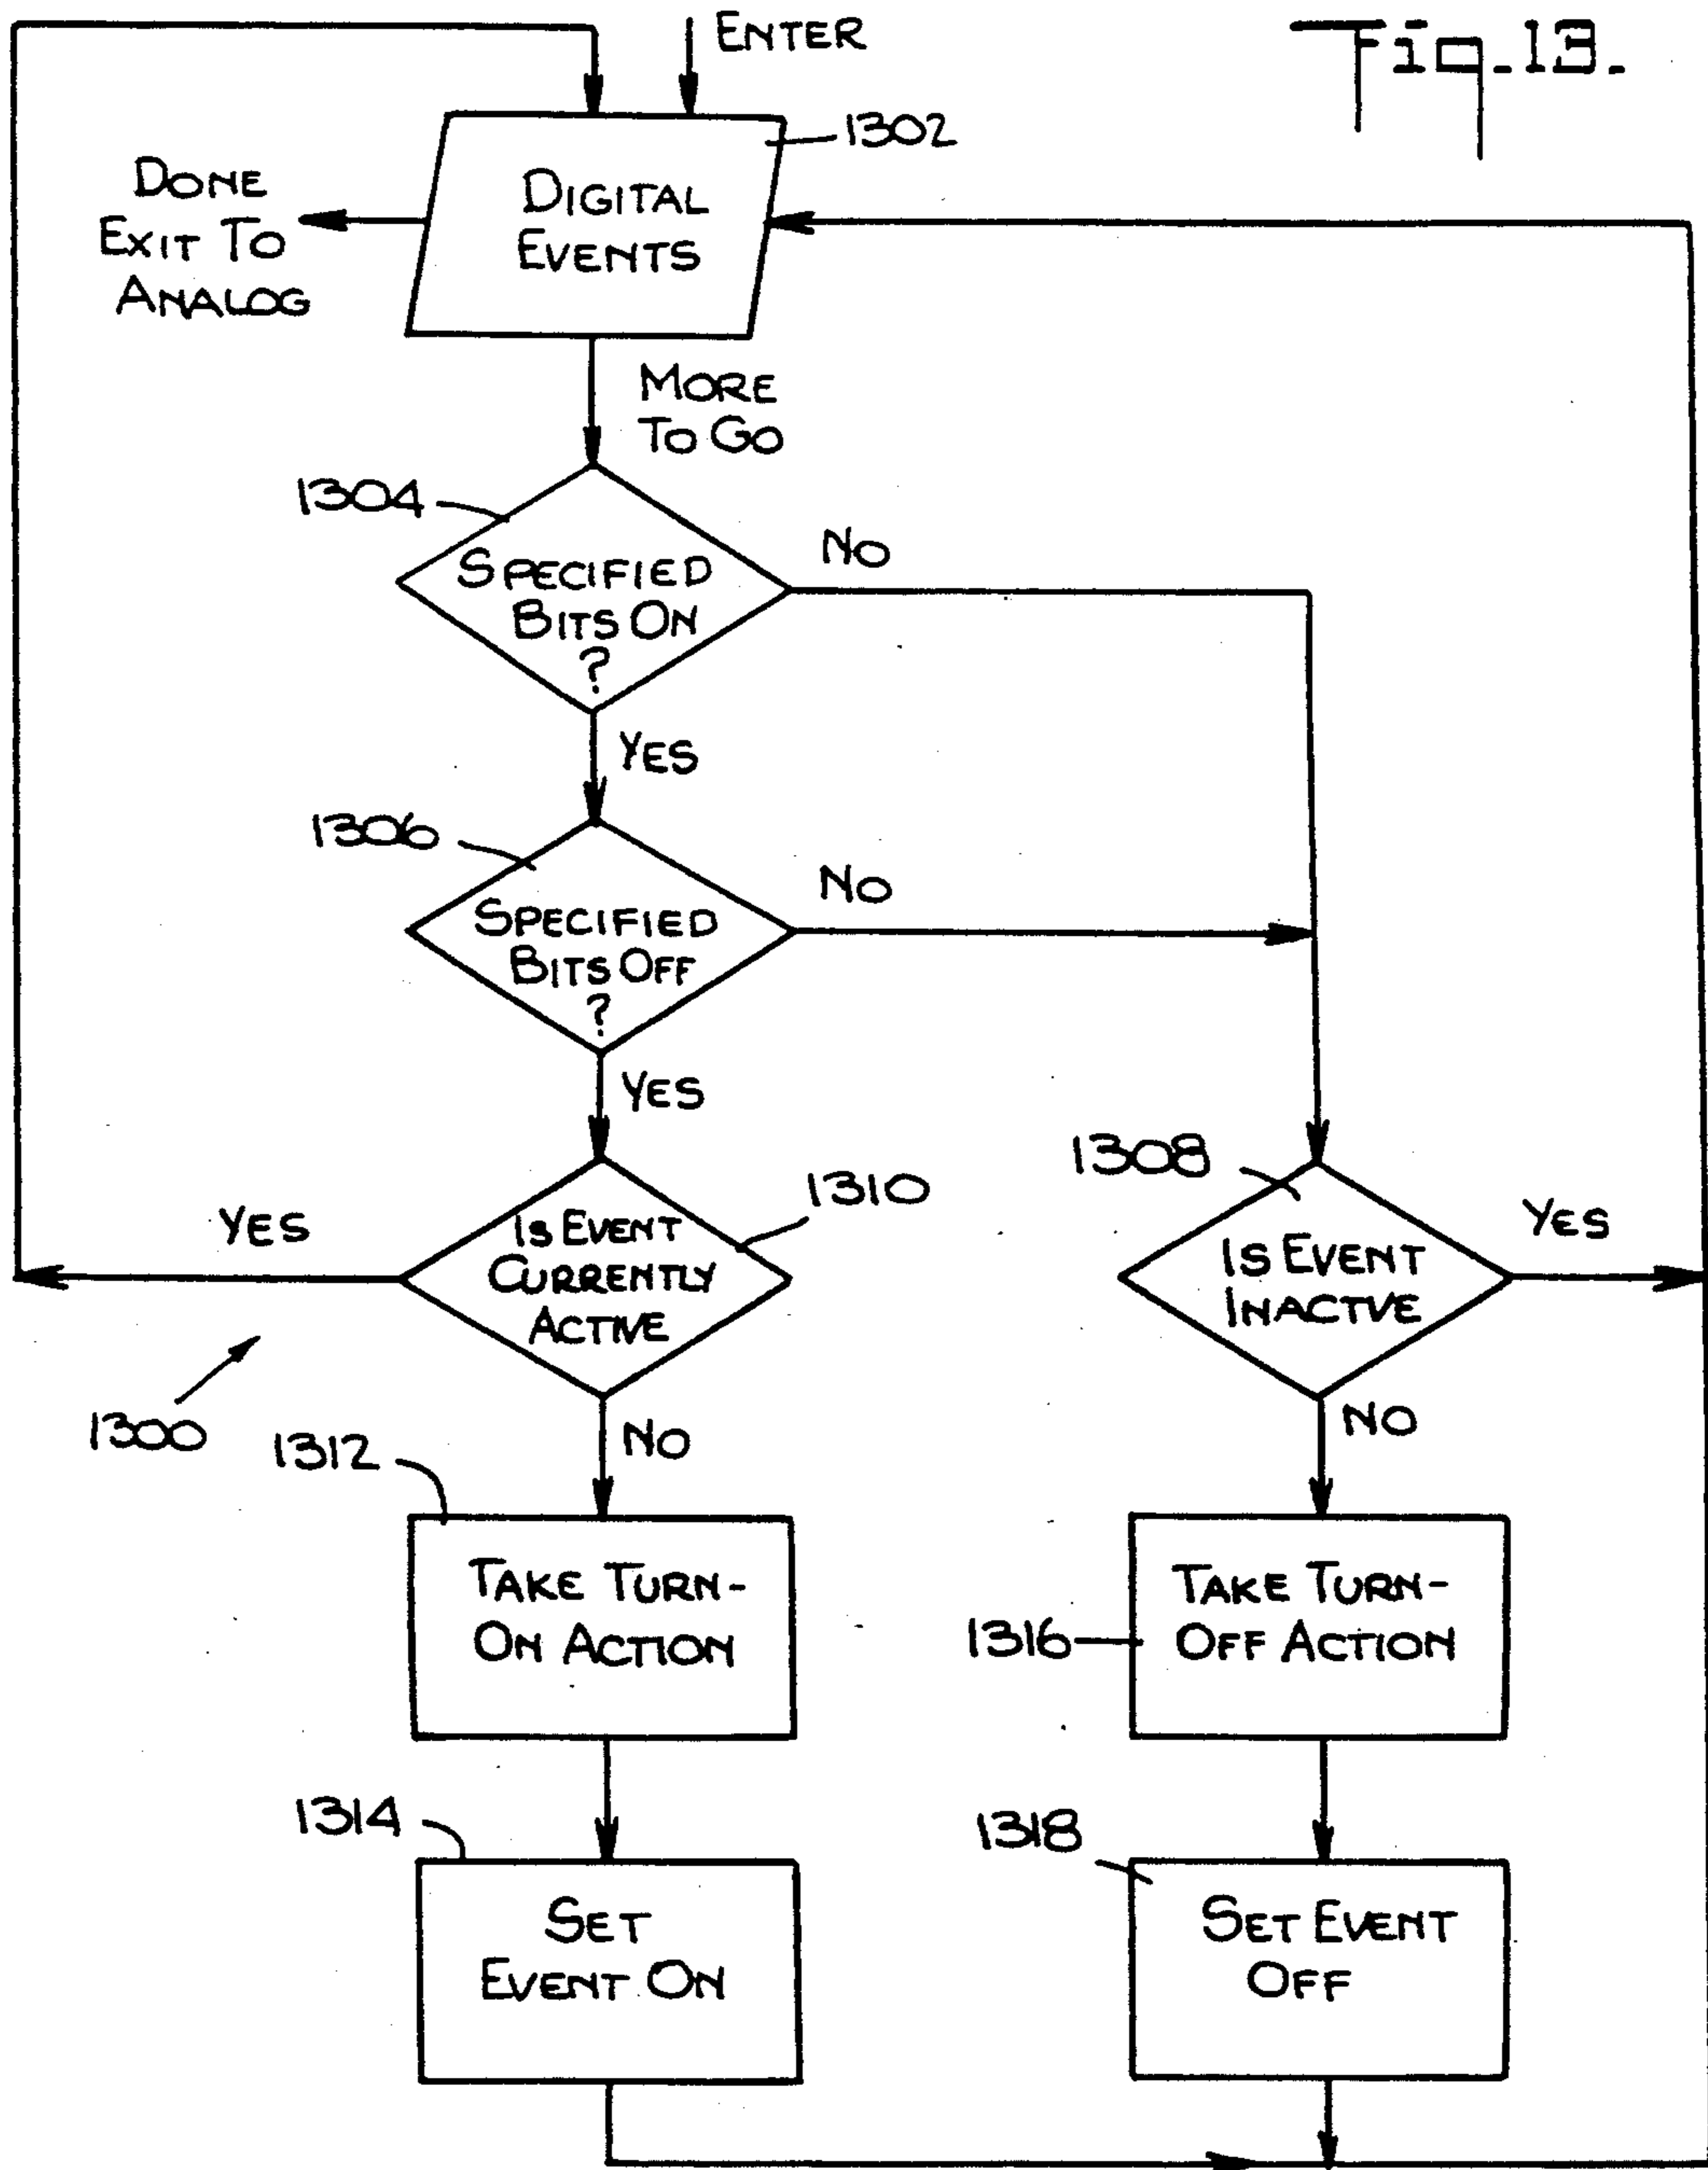 Fig. 13.
ENTER
1302
DONE
EXIT TO
ANALOG
DIGITAL
EVENTS
MORE
TO GO
1304
SPECIFIED
BITS ON
?
NO
YES
1306
SPECIFIED
BITS OFF
?
NO
YES
1310
IS EVENT
CURRENTLY
ACTIVE
YES
1308
IS EVENT
INACTVE
YES
1300
NO
NO
1312
TAKE TURN-
ON ACTION
1316
TAKE TURN-
OFF ACTION
1314
SET
EVENT ON
1318
SET EVENT
OFF